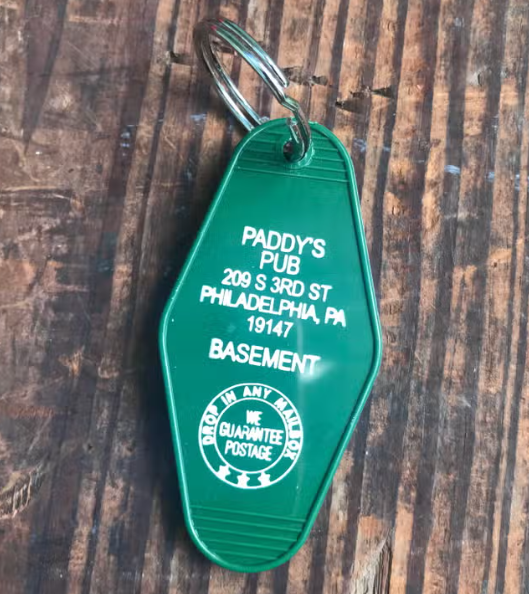 PADDY'S
PUB
209 S 3RD ST
PHILADELPHIA, PA
19147
BASEMENT
DROP IN ANY MAILBOX
WE
GUARANTEE
POSTAGE